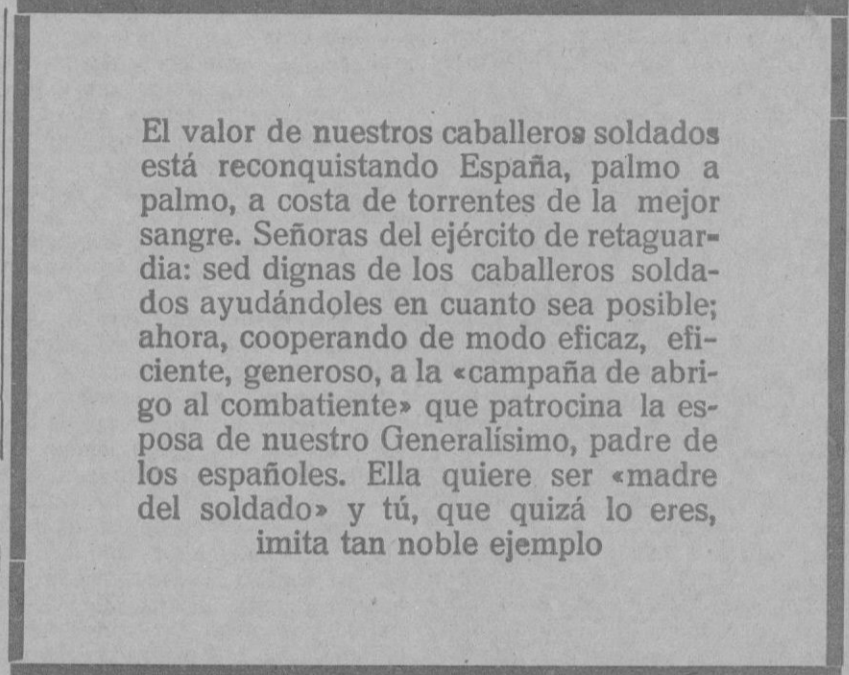 El valor de nuestros caballeros soldados
está reconquistando España, palmo a
palmo, a costa de torrentes de la mejor
sangre. Señoras del ejército de retaguar-
dia: sed dignas de los caballeros solda-
dos ayudándoles en cuanto sea posible;
ahora, cooperando de modo eficaz, efi-
ciente, generoso, a la «campaña de abri-
go al combatiente» que patrocina la es-
posa de nuestro Generalísimo, padre de
los españoles. Ella quiere ser «madre
del soldado» y tú, que quizá lo eres,
imita tan noble ejemplo